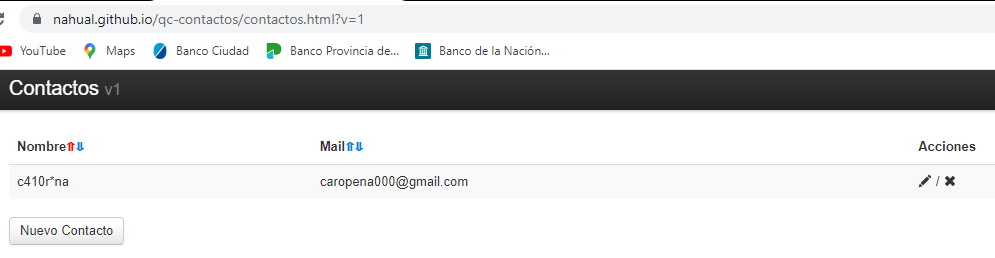 nahual.github.io/qc-contactos/contactos.html?v=1
YouTube Maps Banco Ciudad Banco Provincia de... Banco de la Nación...
Contactos v1
Nombre⇑⇓ Mail⇑⇓ Acciones
c410r*na caropena000@gmail.com /
Nuevo Contacto